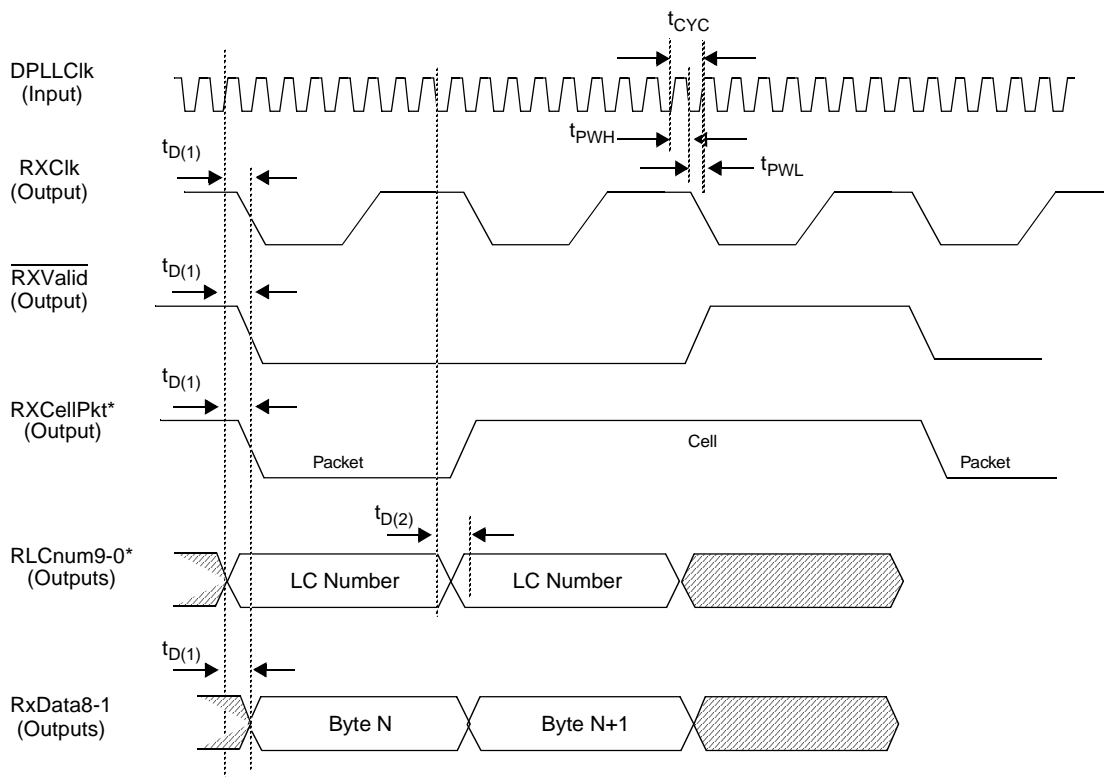 tCYC
DPLLClk
(Input)
tPWH
tD(1)
RXClk
(Output)
tPWL
RXValid
(Output)
tD(1)
tD(1)
RXCellPkt*
(Output)
Cell
Packet
Packet
tD(2)
RLCnum9-0*
(Outputs)
LC Number
LC Number
tD(1)
RxData8-1
(Outputs)
Byte N
Byte N+1